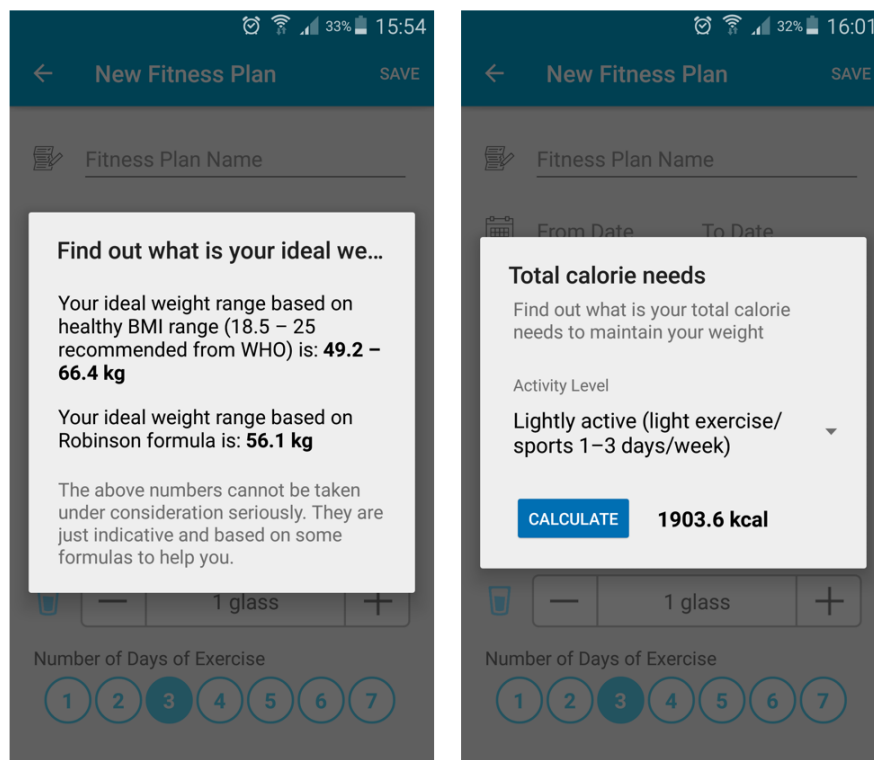 33% 15:54
New Fitness Plan SAVE
Fitness Plan Name
Find out what is your ideal we...
Your ideal weight range based on
healthy BMI range (18.5 – 25
recommended from WHO) is: 49.2 –
66.4 kg
Your ideal weight range based on
Robinson formula is: 56.1 kg
The above numbers cannot be taken
under consideration seriously. They are
just indicative and based on some
formulas to help you.
1 glass
Number of Days of Exercise
1 2 3 4 5 6 7
32% 16:01
New Fitness Plan SAVE
Fitness Plan Name
From Date To Date
Total calorie needs
Find out what is your total calorie
needs to maintain your weight
Activity Level
Lightly active (light exercise/
sports 1–3 days/week)
CALCULATE 1903.6 kcal
1 glass
Number of Days of Exercise
1 2 3 4 5 6 7